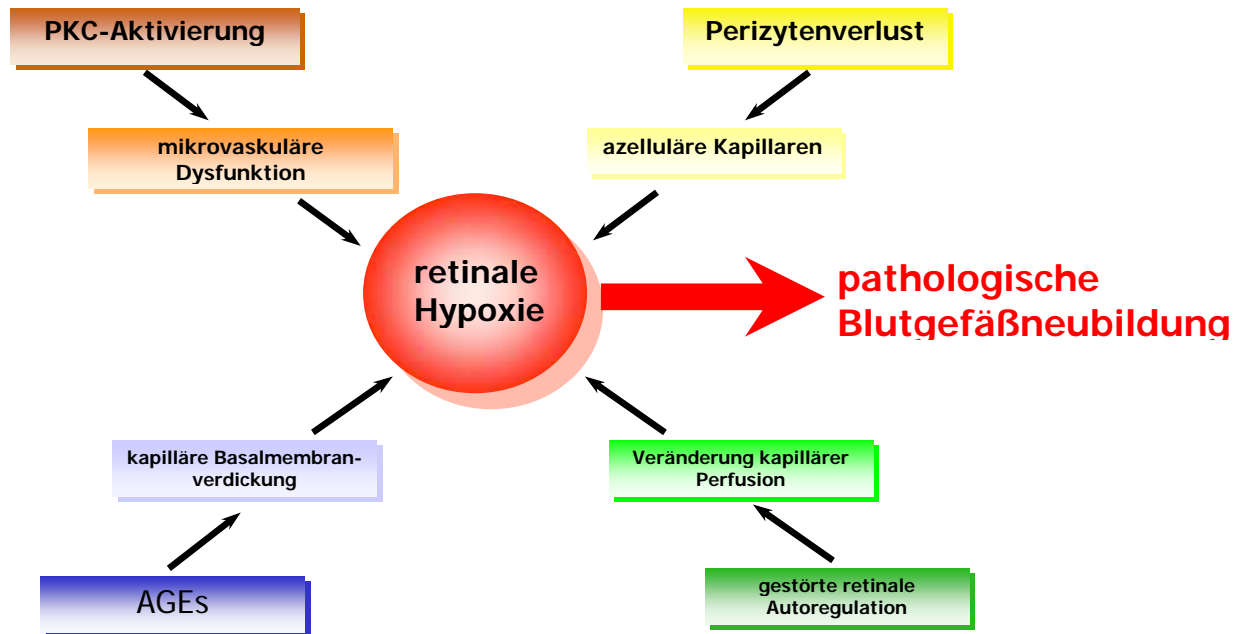 PKC-Aktivierung
Perizytenverlust
mikrovaskuläre
Dysfunktion
azelluläre Kapillaren
retinale
Hypoxie
pathologische
Blutgefäßneubildung
kapilläre Basalmembran-
verdickung
Veränderung kapillärer
Perfusion
AGEs
gestörte retinale
Autoregulation